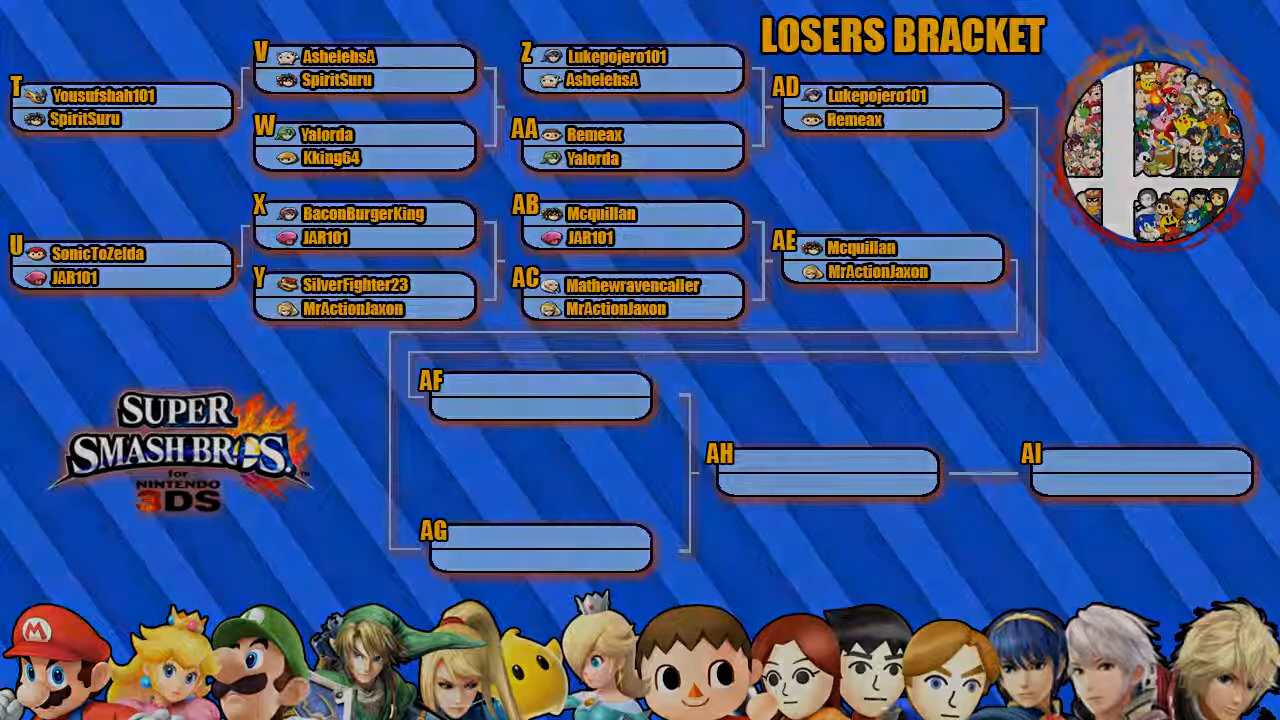 LOSERS BRACKET
T
Yousufshah101
SpiritSuru
U
SonicToZelda
JAR101
V
AshelehsA
SpiritSuru
W
Yalorda
Kking64
X
BaconBurgerKing
JAR101
Y
SilverFighter23
MrActionJaxon
Z
Lukepojero101
AshelehsA
AA
Remeax
Yalorda
AB
Mcquillan
JAR101
AC
Mathewravencaller
MrActionJaxon
AD
Lukepojero101
Remeax
AE
Mcquillan
MrActionJaxon
AF
AG
AH
AI
SUPER
SMASH BROS.
for
NINTENDO
3DS
M